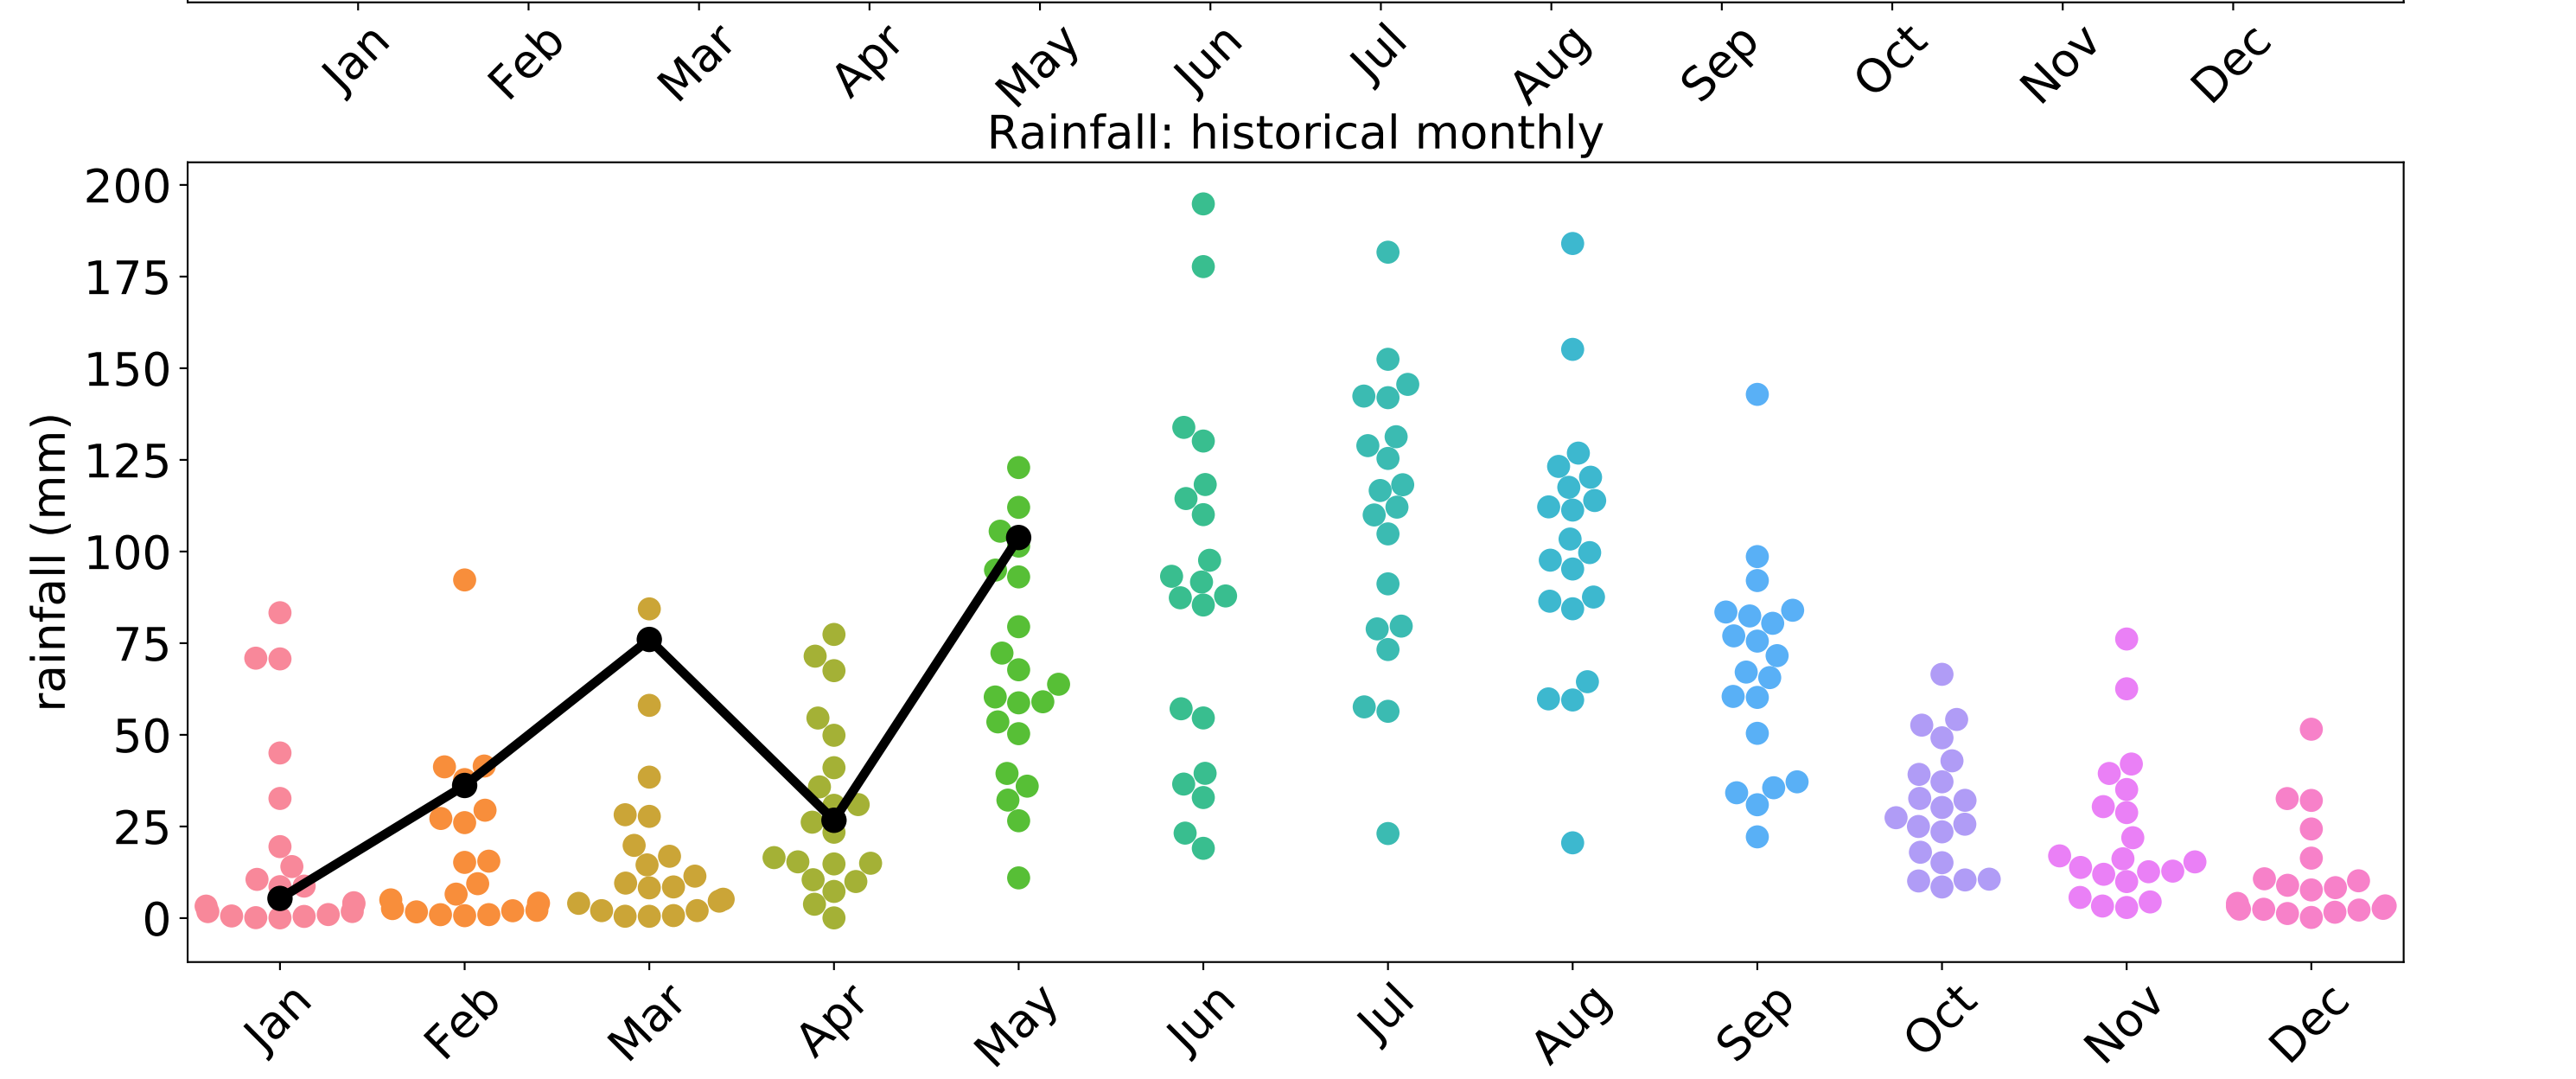 Jan Feb Mar Apr May Jun Jul Aug Sep Oct Nov Dec
Rainfall: historical monthly
200
175
150
125
100
75
50
25
0
rainfall (mm)
Jan Feb Mar Apr May Jun Jul Aug Sep Oct Nov Dec